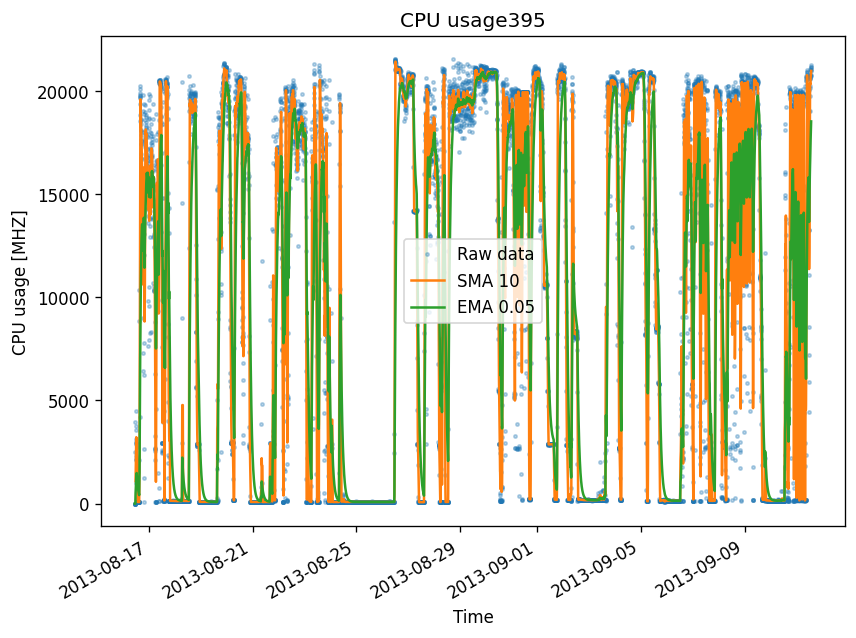 CPU usage395
CPU usage [MHZ]
20000
15000
10000
5000
0
Raw data
SMA 10
EMA 0.05
2013-08-17
2013-08-21
2013-08-25
2013-08-29
2013-09-01
2013-09-05
2013-09-09
Time